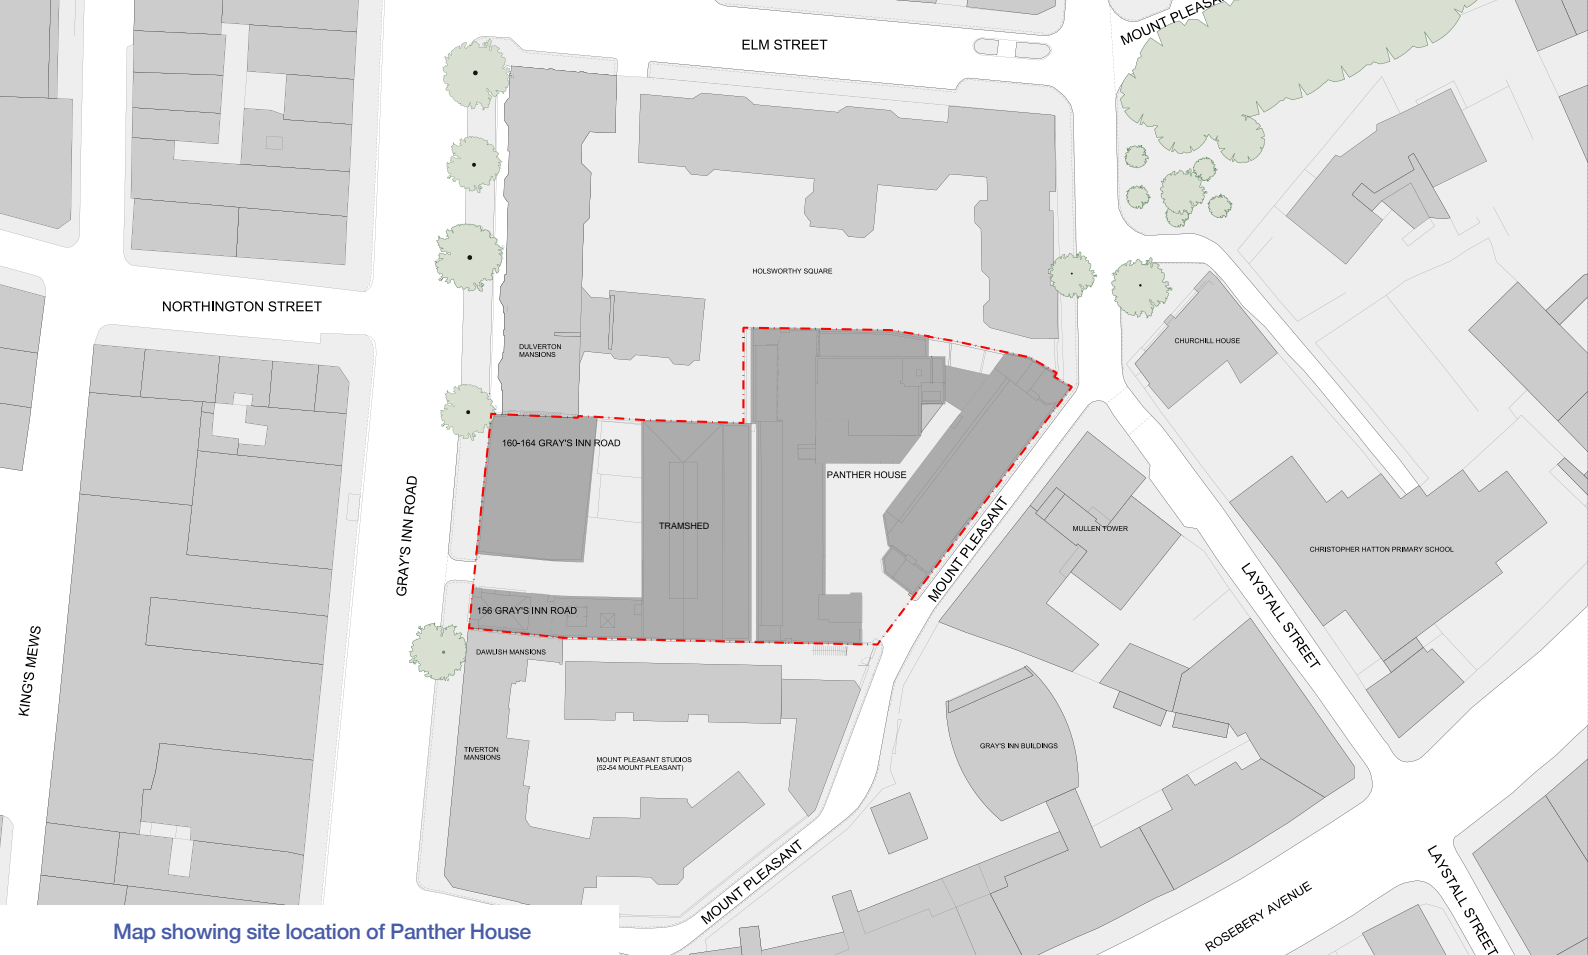 MOUNT PLEASANT
ELM STREET
HOLSWORTHY SQUARE
NORTHINGTON STREET
DULVERTON
MANSIONS
CHURCHILL HOUSE
160-164 GRAY'S INN ROAD
PANTHER HOUSE
GRAY'S INN ROAD
TRAMSHED
MOUNT PLEASANT
MULLEN TOWER
CHRISTOPHER HATTON PRIMARY SCHOOL
LAYSTALL STREET
156 GRAY'S INN ROAD
KING'S MEWS
DAWLISH MANSIONS
TIVERTON
MANSIONS
MOUNT PLEASANT STUDIOS
(52-54 MOUNT PLEASANT)
GRAY'S INN BUILDINGS
MOUNT PLEASANT
LAYSTALL STREET
ROSEBERY AVENUE
Map showing site location of Panther House